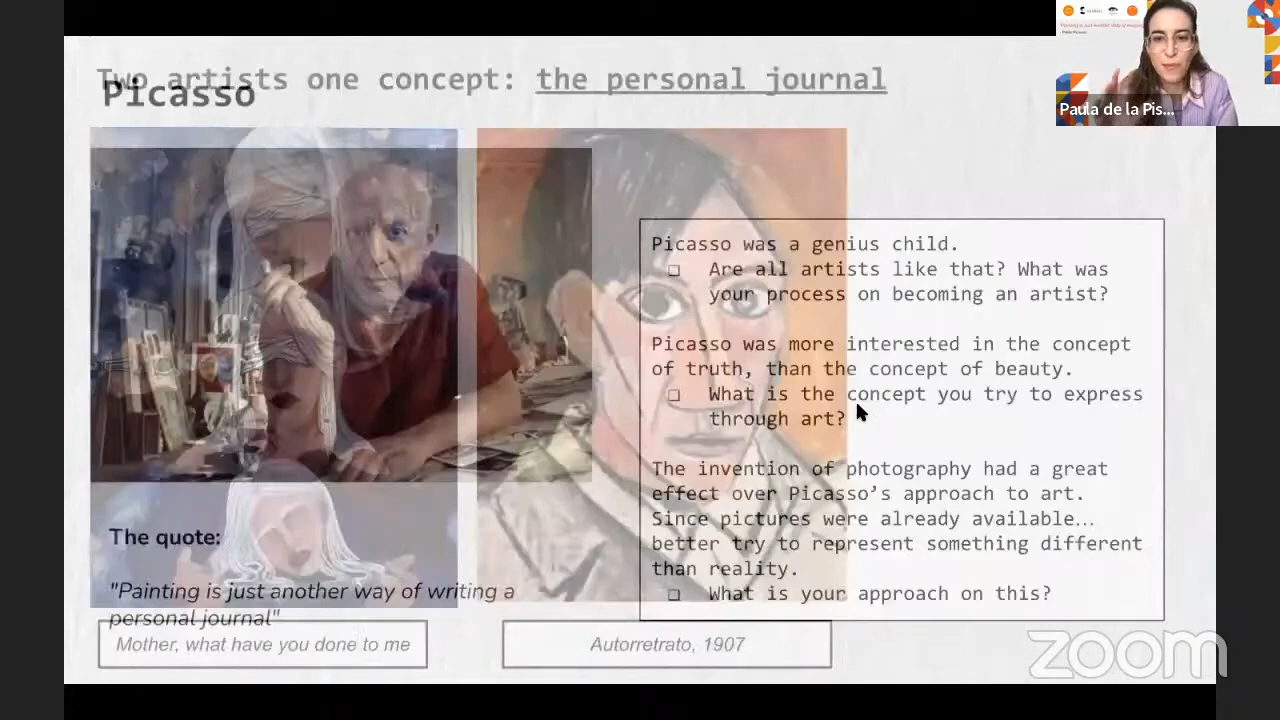 Two artists one concept: the personal journal
Picasso
Paula de la Pis...
Picasso was a genius child.
❑ Are all artists like that? What was
your process on becoming an artist?
Picasso was more interested in the concept
of truth, than the concept of beauty.
❑ What is the concept you try to express
through art?
The invention of photography had a great
effect over Picasso’s approach to art.
Since pictures were already available…
better try to represent something different
than reality.
❑ What is your approach on this?
The quote:
"Painting is just another way of writing a
personal journal"
Mother, what have you done to me
Autorretrato, 1907
zoom